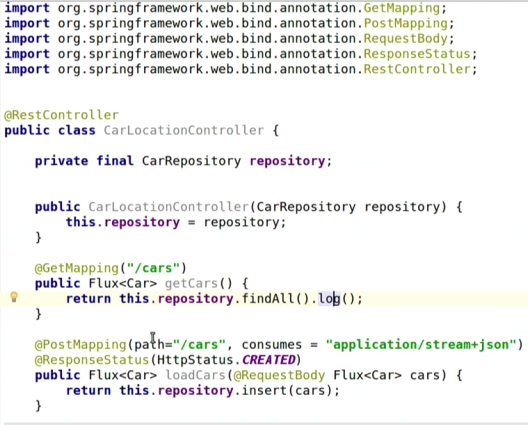 import org.springframework.web.bind.annotation.GetMapping;
import org.springframework.web.bind.annotation.PostMapping;
import org.springframework.web.bind.annotation.RequestBody;
import org.springframework.web.bind.annotation.ResponseStatus;
import org.springframework.web.bind.annotation.RestController;
@RestController
public class CarLocationController {
private final CarRepository repository;
public CarLocationController(CarRepository repository) {
this.repository = repository;
}
@GetMapping("/cars")
public Flux<Car> getCars() {
return this.repository.findAll().log();
}
@PostMapping(path="/cars", consumes = "application/stream+json")
@ResponseStatus(HttpStatus.CREATED)
public Flux<Car> loadCars(@RequestBody Flux<Car> cars) {
return this.repository.insert(cars);
}